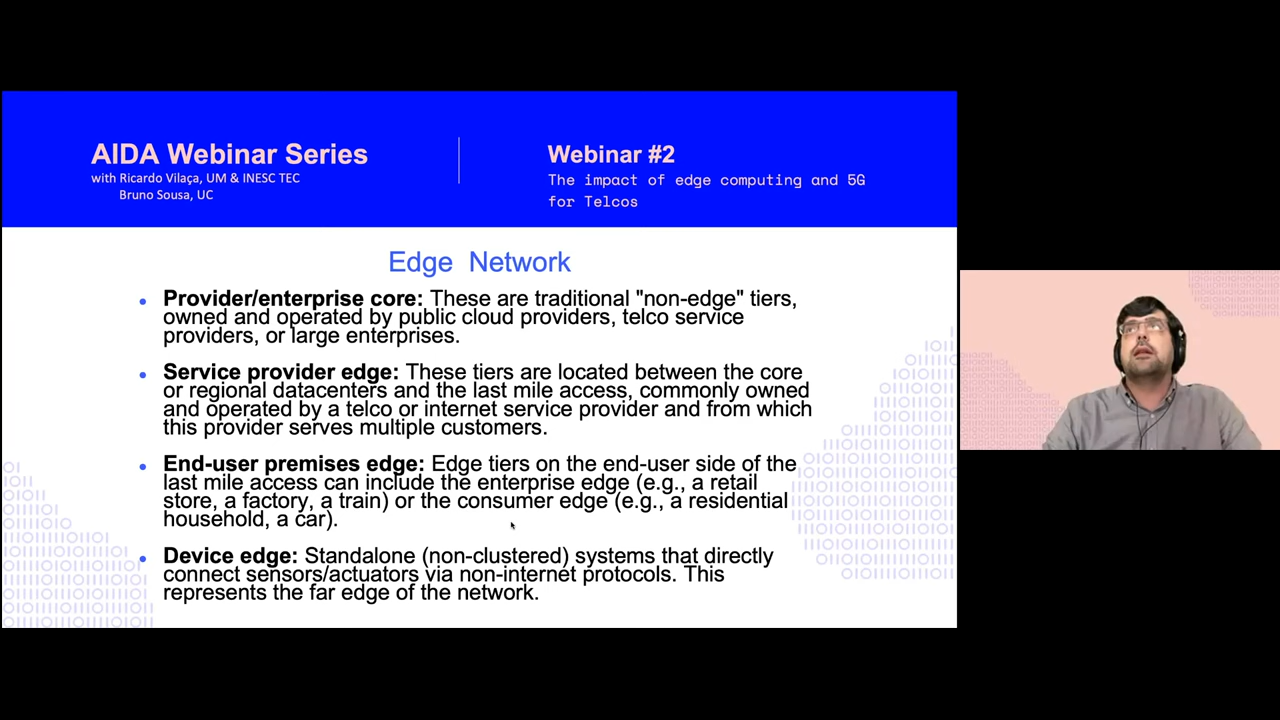 AIDA Webinar Series
with Ricardo Vilaça, UM & INESC TEC
Bruno Sousa, UC
Webinar #2
The impact of edge computing and 5G
for Telcos
Edge Network
• Provider/enterprise core: These are traditional "non-edge" tiers,
owned and operated by public cloud providers, telco service
providers, or large enterprises.
• Service provider edge: These tiers are located between the core
or regional datacenters and the last mile access, commonly owned
and operated by a telco or internet service provider and from which
this provider serves multiple customers.
• End-user premises edge: Edge tiers on the end-user side of the
last mile access can include the enterprise edge (e.g., a retail
store, a factory, a train) or the consumer edge (e.g., a residential
household, a car).
• Device edge: Standalone (non-clustered) systems that directly
connect sensors/actuators via non-internet protocols. This
represents the far edge of the network.